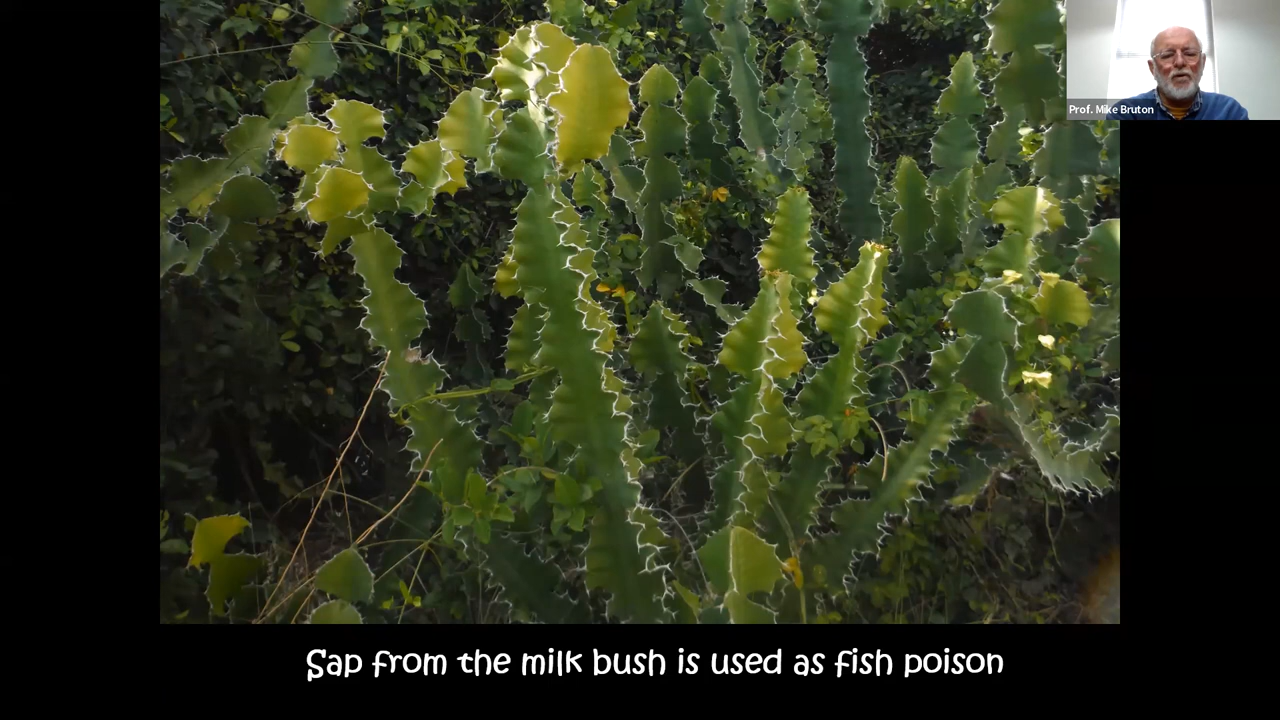 Prof. Mike Bruton
Sap from the milk bush is used as fish poison